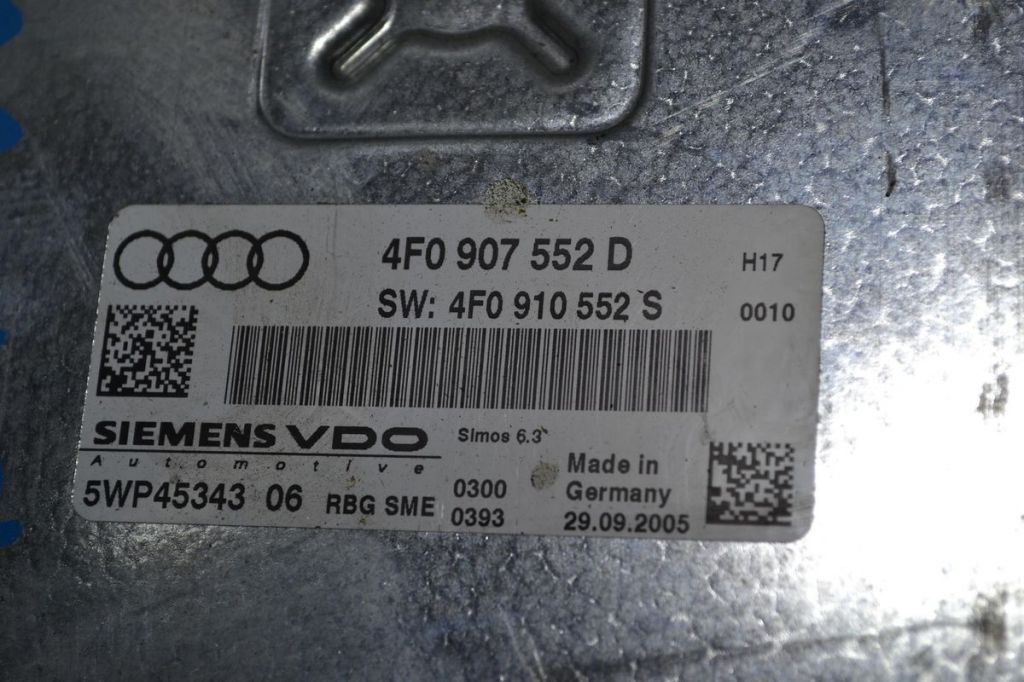 4F0 907 552 D
H17
SW: 4F0 910 552 S
0010
SIEMENS VDO
Simos 6.3
Automotive
5WP45343 06
RBG SME
0300
0393
Made in
Germany
29.09.2005